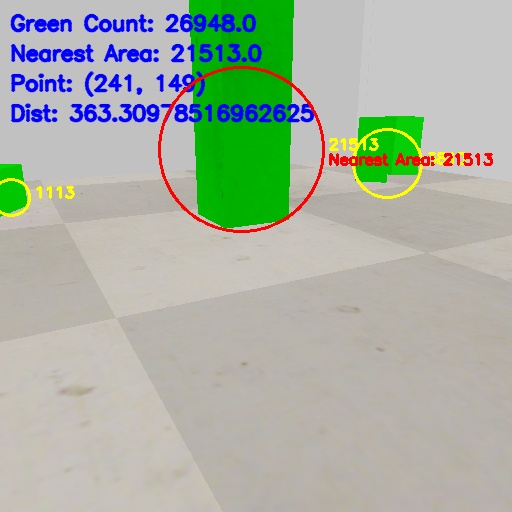 Green Count: 26948.0
Nearest Area: 21513.0
Point: (241, 149)
Dist: 363.30978516962625
21513
Nearest Area: 21513
1113